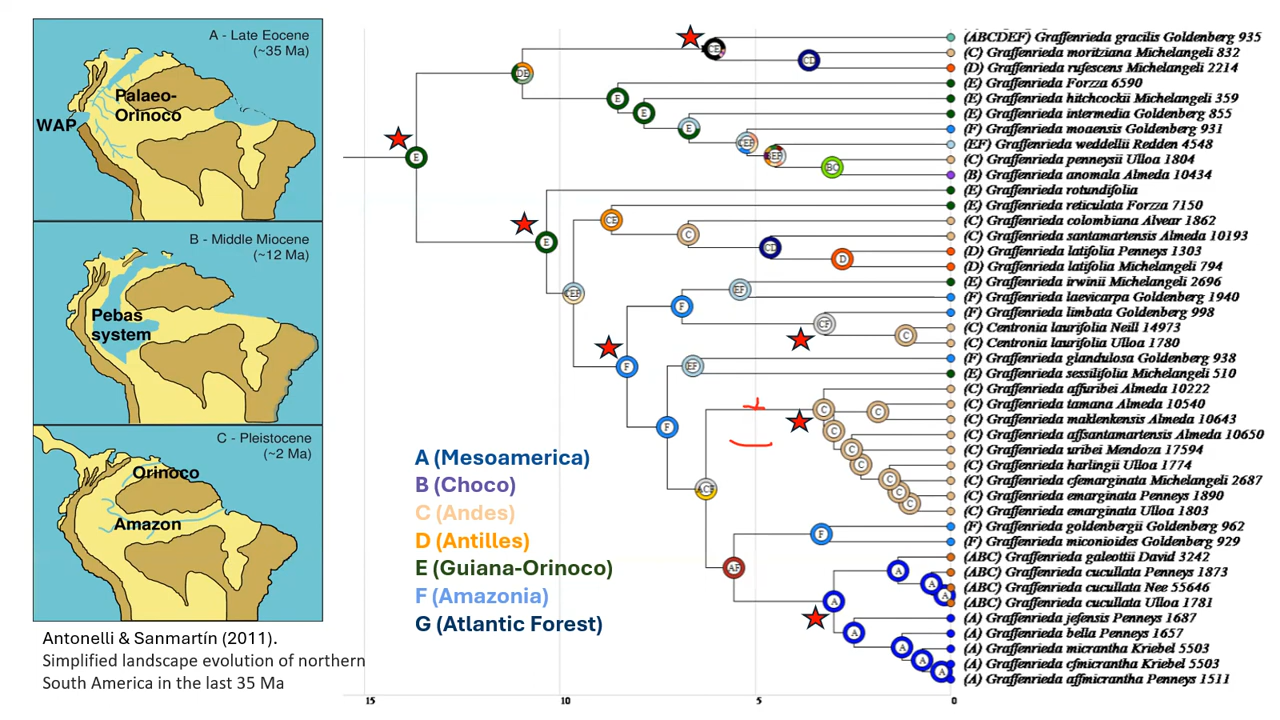 A - Late Eocene
(~35 Ma)
Palaeo-
Orinoco
WAP
B - Middle Miocene
(~12 Ma)
Pebas
system
C - Pleistocene
(~2 Ma)
Orinoco
Amazon
Antonelli & Sanmartín (2011).
Simplified landscape evolution of northern
South America in the last 35 Ma
A (Mesoamerica)
B (Choco)
C (Andes)
D (Antilles)
E (Guiana-Orinoco)
F (Amazonia)
G (Atlantic Forest)
(ABCDEF) Graffenrieda gracilis Goldenberg 935
(C) Graffenrieda moritziana Michelangeli 832
(D) Graffenrieda rufescens Michelangeli 2214
(E) Graffenrieda Forzza 6590
(E) Graffenrieda hitchcockii Michelangeli 359
(E) Graffenrieda intermedia Goldenberg 855
(F) Graffenrieda moaensis Goldenberg 931
(EF) Graffenrieda weddellii Redden 4548
(C) Graffenrieda penneysii Ulloa 1804
(B) Graffenrieda anomala Almeda 10434
(E) Graffenrieda rotundifolia
(E) Graffenrieda reticulata Forzza 7150
(C) Graffenrieda colombiana Alvear 1862
(C) Graffenrieda santamartensis Almeda 10193
(D) Graffenrieda latifolia Penneys 1303
(D) Graffenrieda latifolia Michelangeli 794
(E) Graffenrieda irwinii Michelangeli 2696
(F) Graffenrieda laevicarpa Goldenberg 1940
(F) Graffenrieda limbata Goldenberg 998
(C) Centronia laurifolia Neill 14973
(C) Centronia laurifolia Ulloa 1780
(F) Graffenrieda glandulosa Goldenberg 938
(E) Graffenrieda sessilifolia Michelangeli 510
(C) Graffenrieda affuribei Almeda 10222
(C) Graffenrieda tamana Almeda 10540
(C) Graffenrieda maklenkensis Almeda 10643
(C) Graffenrieda affsantamartensis Almeda 10650
(C) Graffenrieda uribei Mendoza 17594
(C) Graffenrieda harlingii Ulloa 1774
(C) Graffenrieda cfemarginata Michelangeli 2687
(C) Graffenrieda emarginata Penneys 1890
(C) Graffenrieda emarginata Ulloa 1803
(F) Graffenrieda goldenbergii Goldenberg 962
(F) Graffenrieda miconioides Goldenberg 929
(ABC) Graffenrieda galeottii David 3242
(ABC) Graffenrieda cucullata Penneys 1873
(ABC) Graffenrieda cucullata Nee 55646
(ABC) Graffenrieda cucullata Ulloa 1781
(A) Graffenrieda jefensis Penneys 1687
(A) Graffenrieda bella Penneys 1657
(A) Graffenrieda micrantha Kriebel 5503
(A) Graffenrieda cfmicrantha Kriebel 5503
(A) Graffenrieda affmicrantha Penneys 1511
CD
DE
E
E
E
E
BC
E
E
CE
C
CD
D
CEF
EF
F
CF
C
F
EF
F
C
C
C
C
C
C
C
C
ACF
F
AF
A
A
A
A
A
A
A
A
15 10 5 0